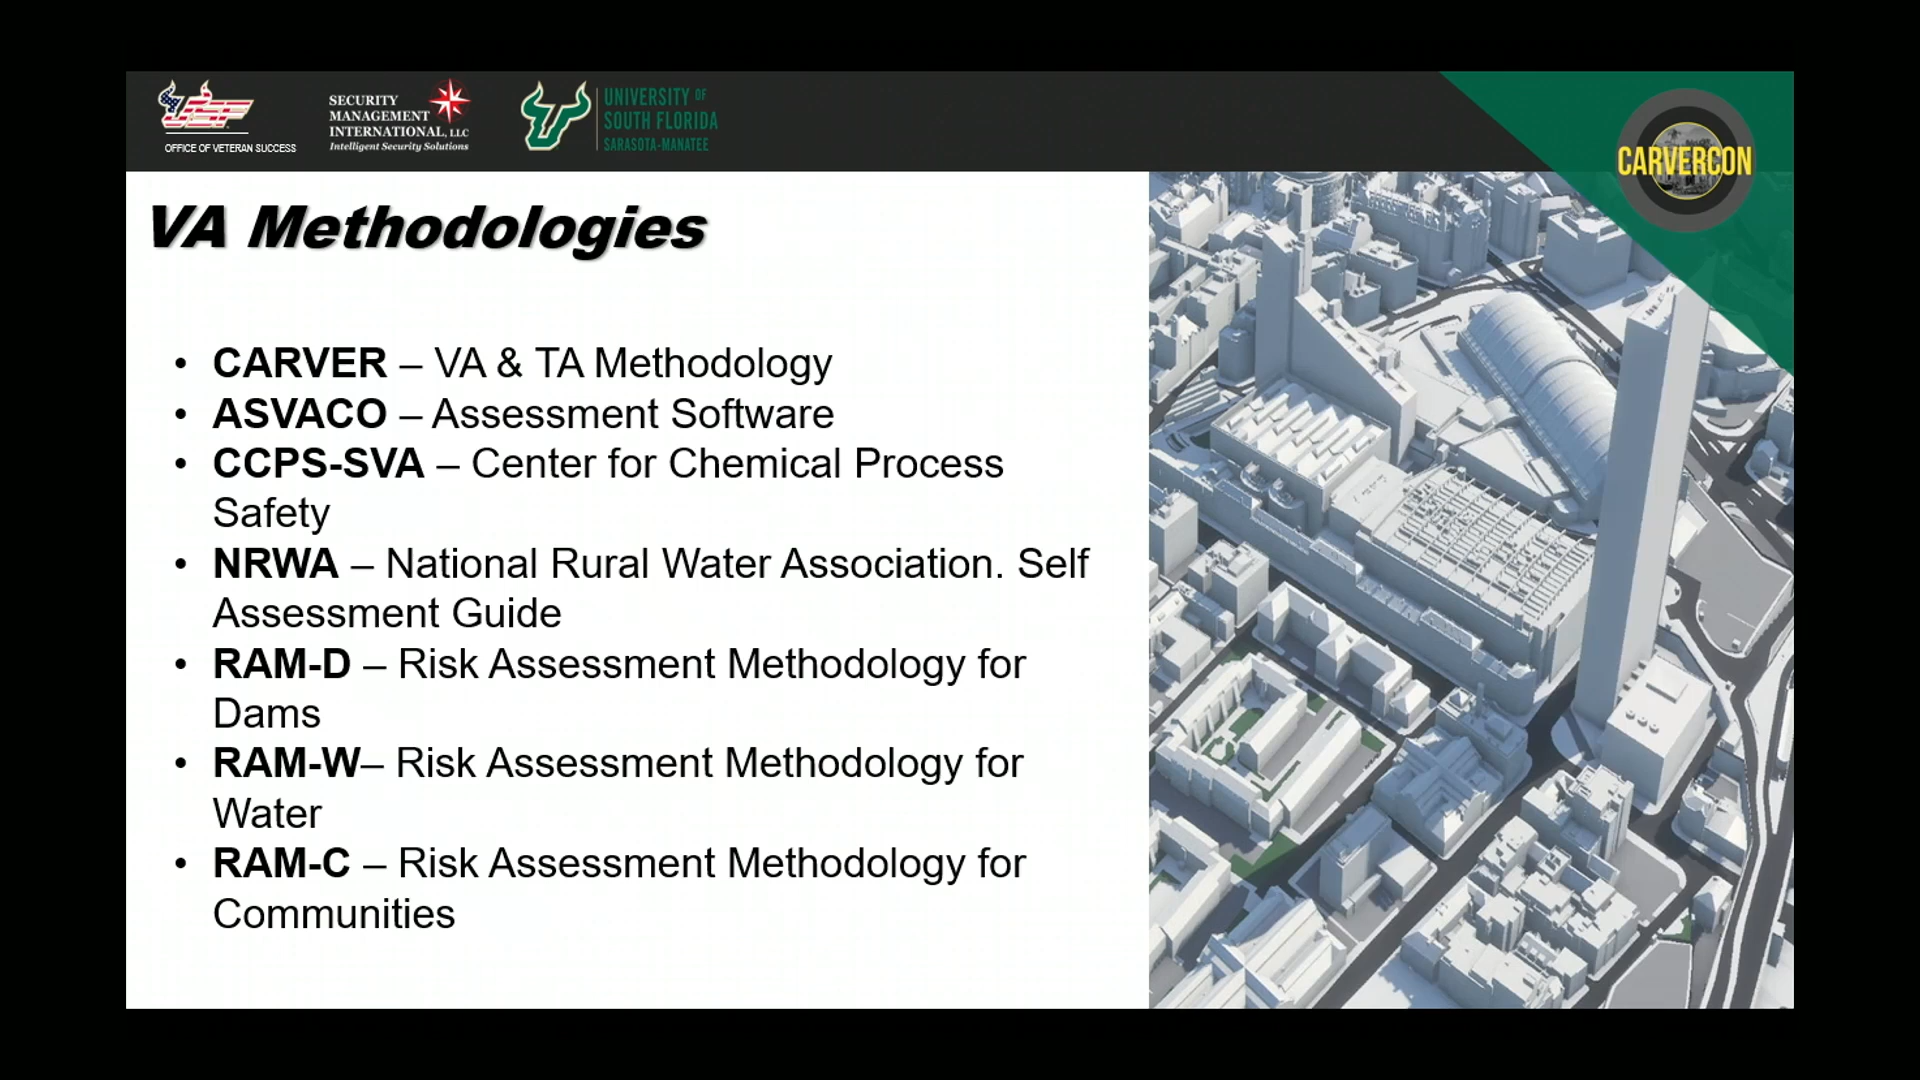 USF
OFFICE OF VETERAN SUCCESS
SECURITY
MANAGEMENT
INTERNATIONAL, LLC
Intelligent Security Solutions
UNIVERSITY OF
SOUTH FLORIDA
SARASOTA-MANATEE
CARVERCON
VA Methodologies
• CARVER – VA & TA Methodology
• ASVACO – Assessment Software
• CCPS-SVA – Center for Chemical Process
Safety
• NRWA – National Rural Water Association. Self
Assessment Guide
• RAM-D – Risk Assessment Methodology for
Dams
• RAM-W– Risk Assessment Methodology for
Water
• RAM-C – Risk Assessment Methodology for
Communities